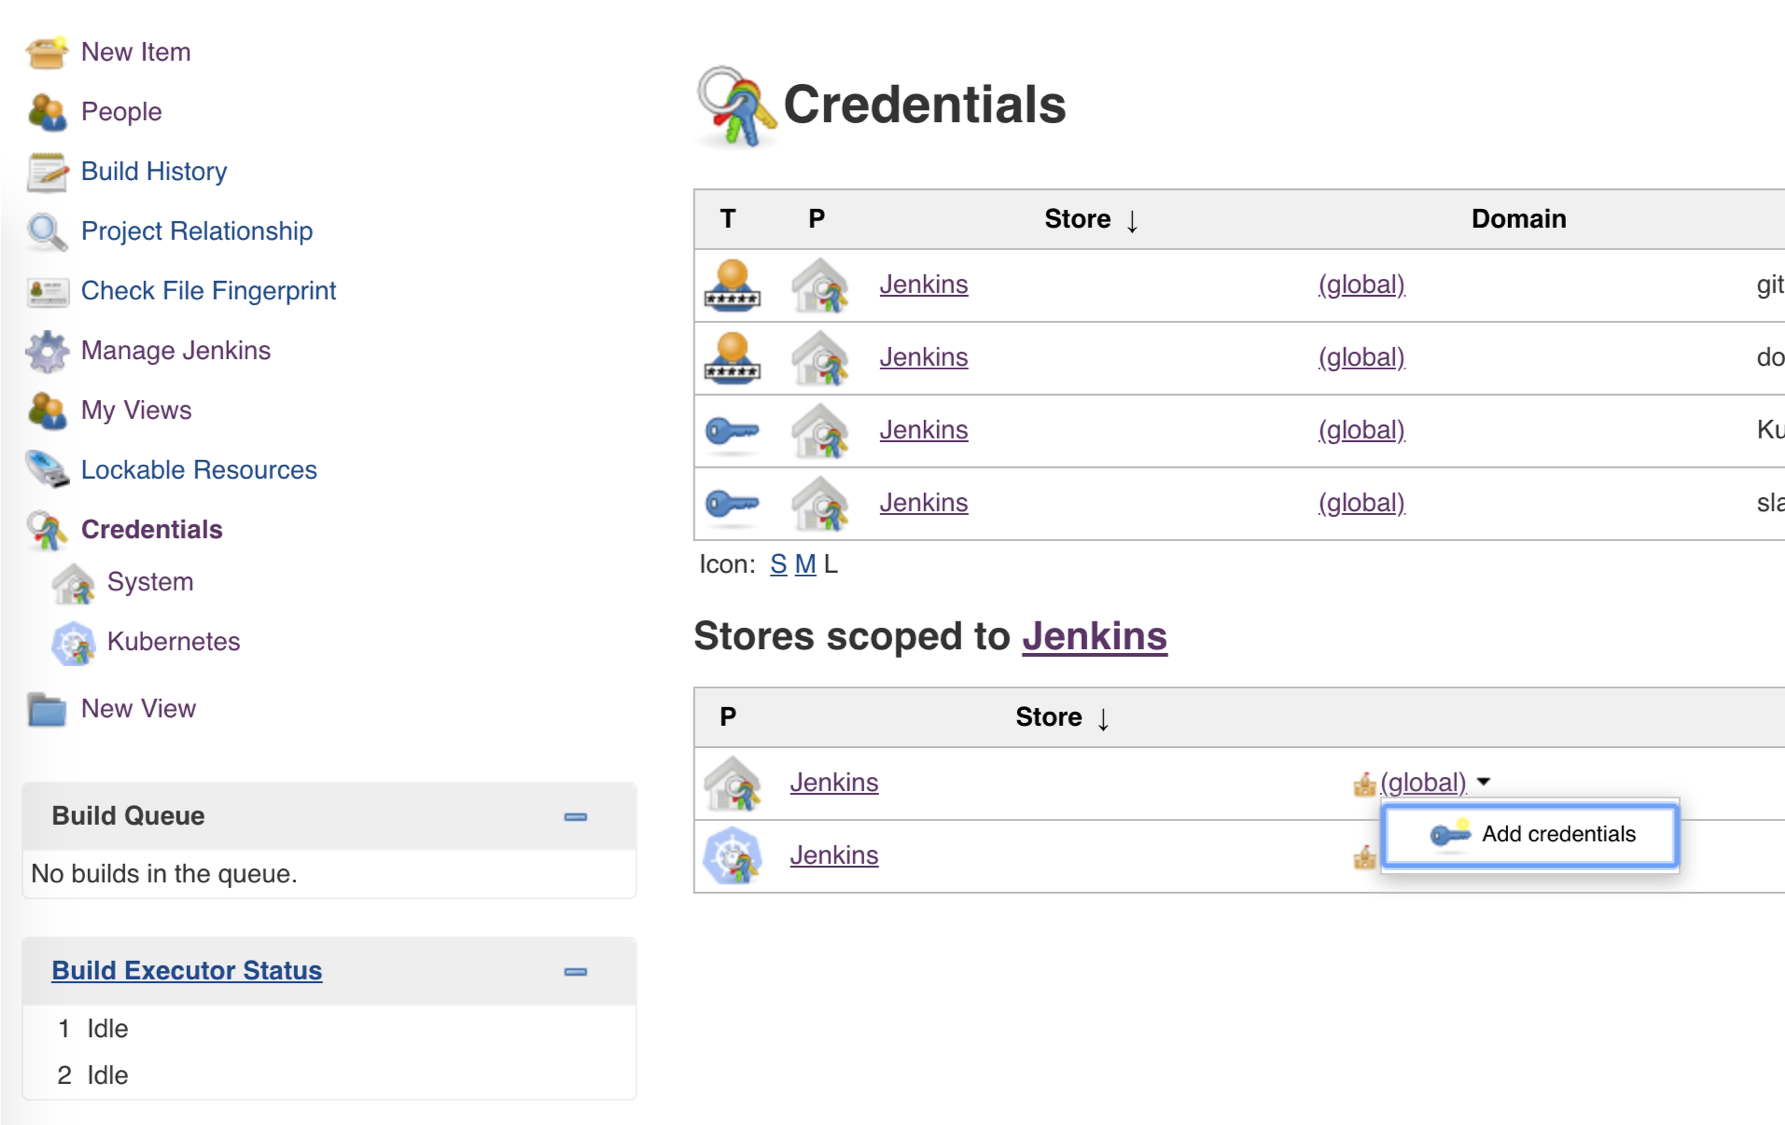 New Item
People
Build History
Project Relationship
Check File Fingerprint
Manage Jenkins
My Views
Lockable Resources
Credentials
System
Kubernetes
New View
Build Queue
No builds in the queue.
Build Executor Status
1 Idle
2 Idle
Credentials
T P Store ↓ Domain
Jenkins (global) git
Jenkins (global) do
Jenkins (global) Ku
Jenkins (global) sla
Icon: S M L
Stores scoped to Jenkins
P Store ↓
Jenkins (global)
Add credentials
Jenkins